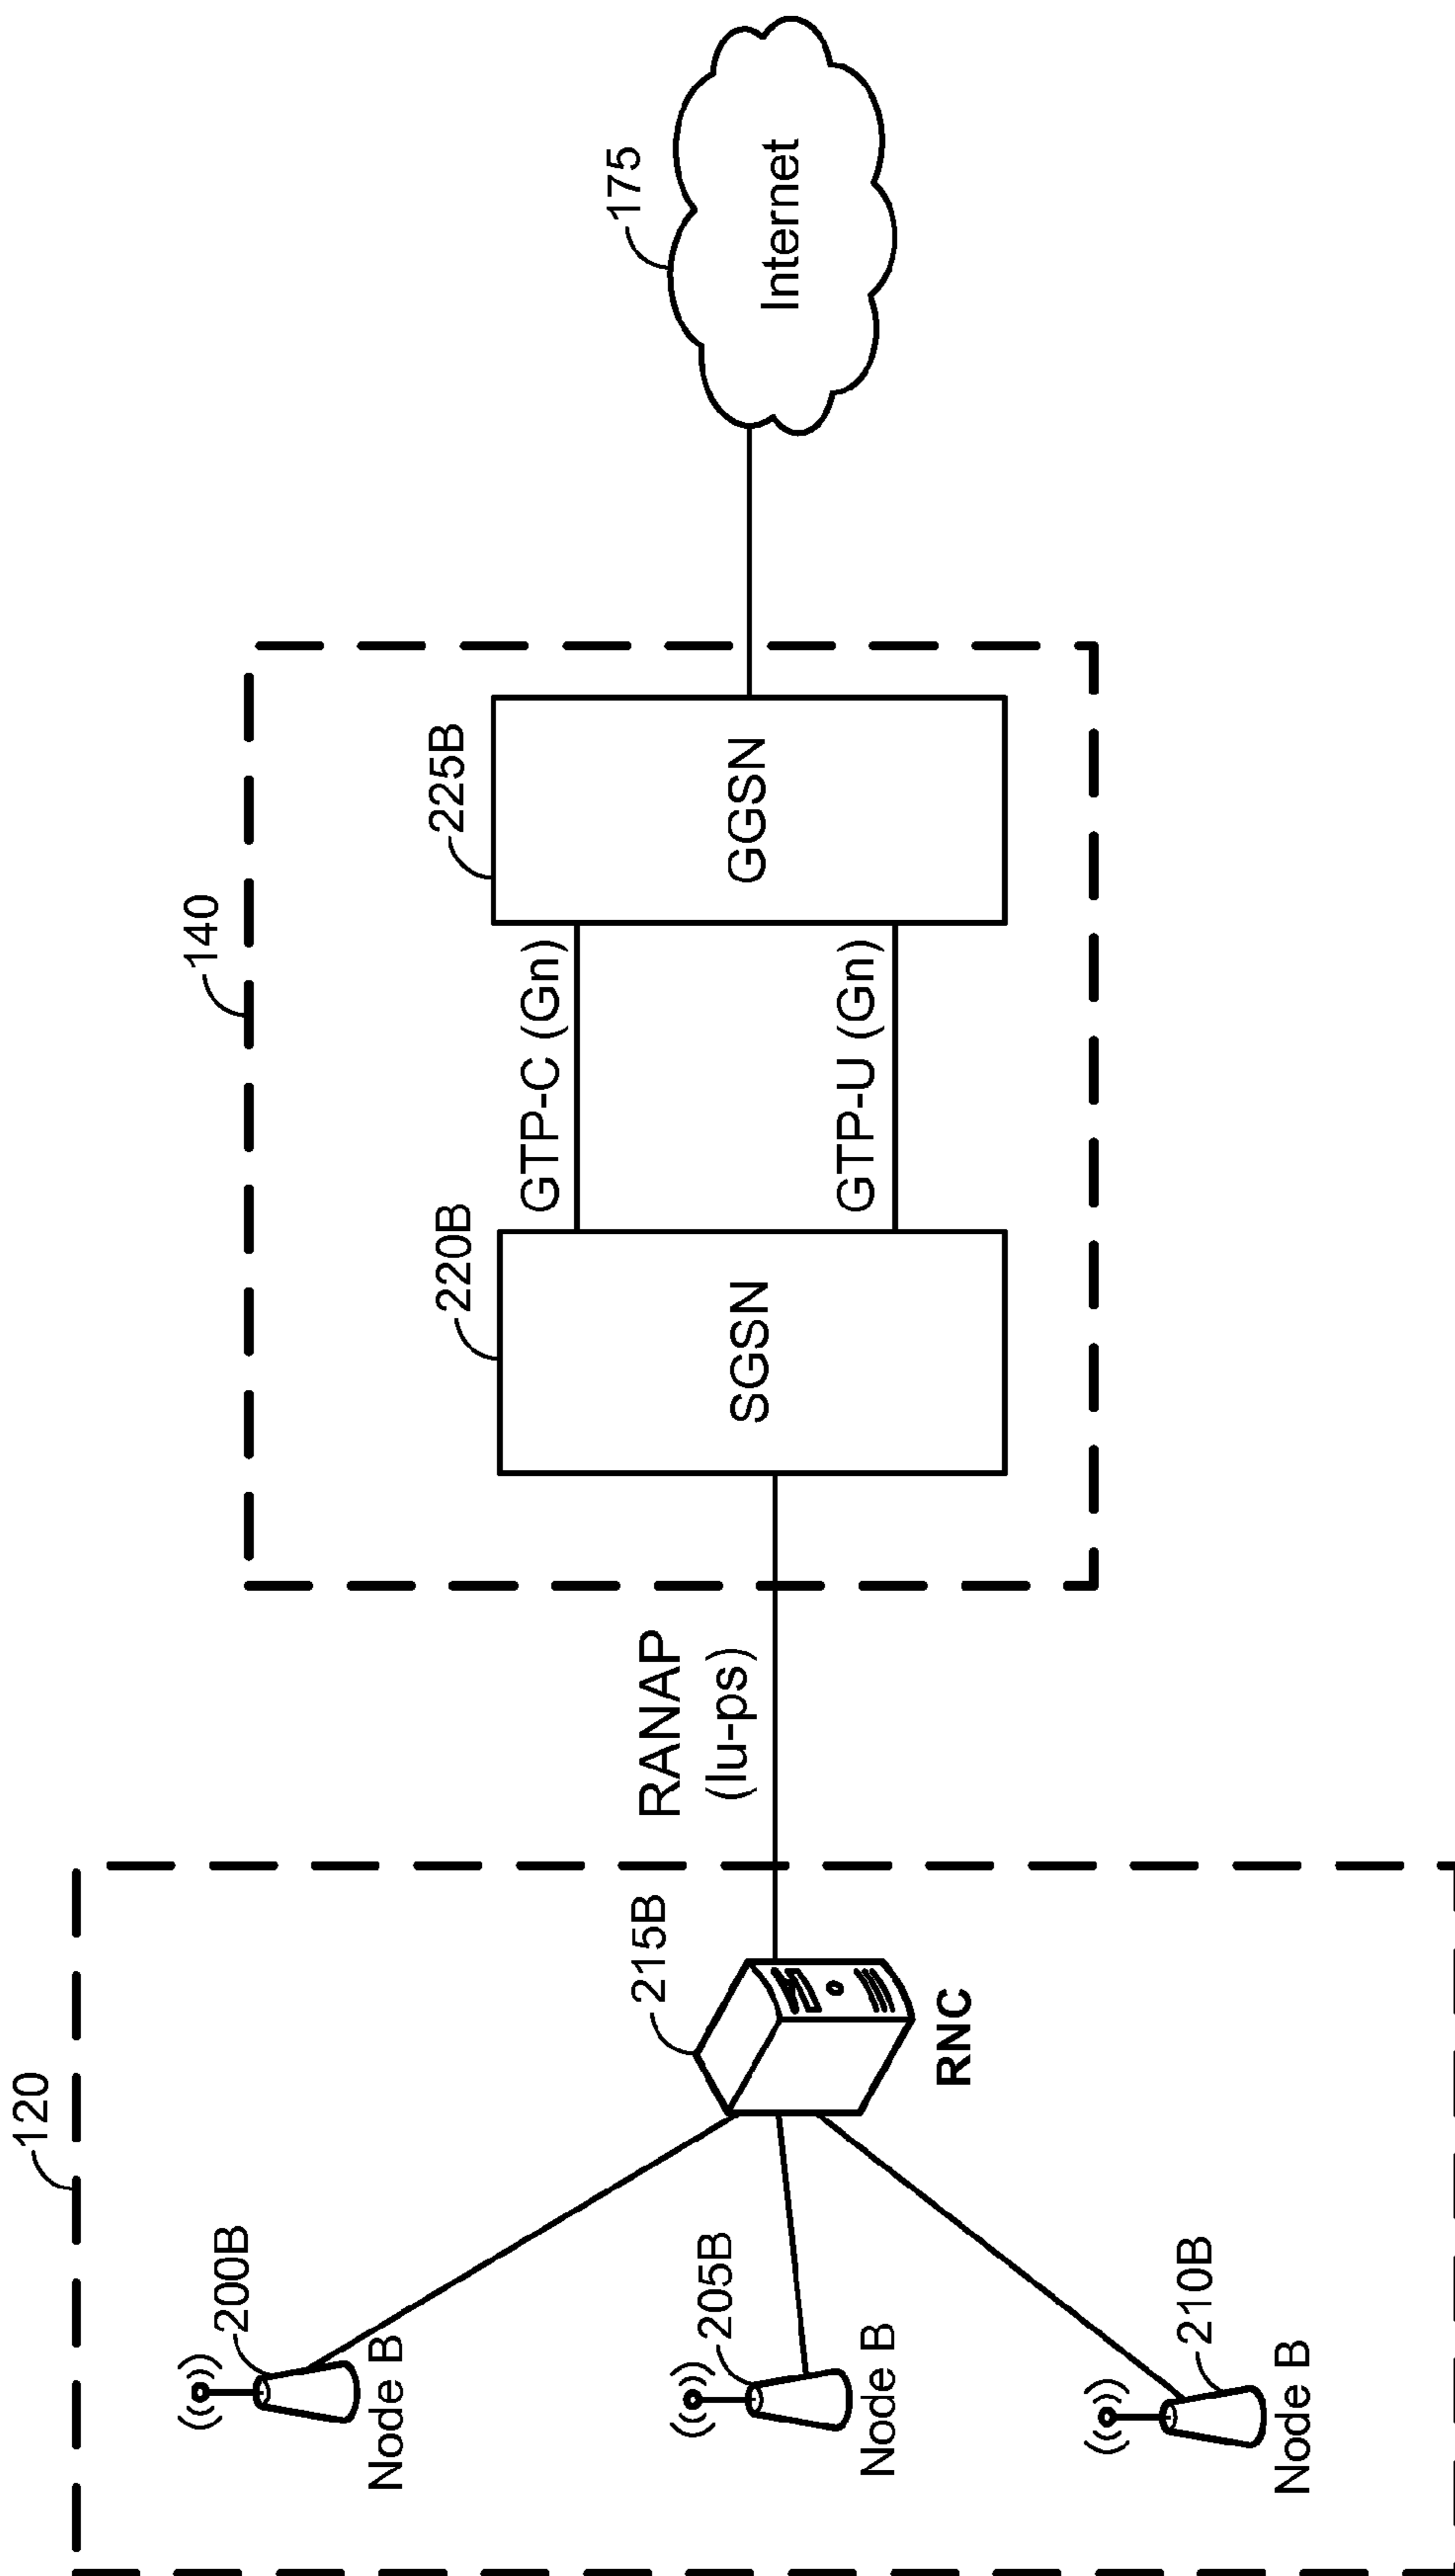 120
200B
Node B
205B
Node B
210B
Node B
215B
RNC
RANAP
(Iu-ps)
140
220B
SGSN
GTP-C (Gn)
GTP-U (Gn)
225B
GGSN
175
Internet